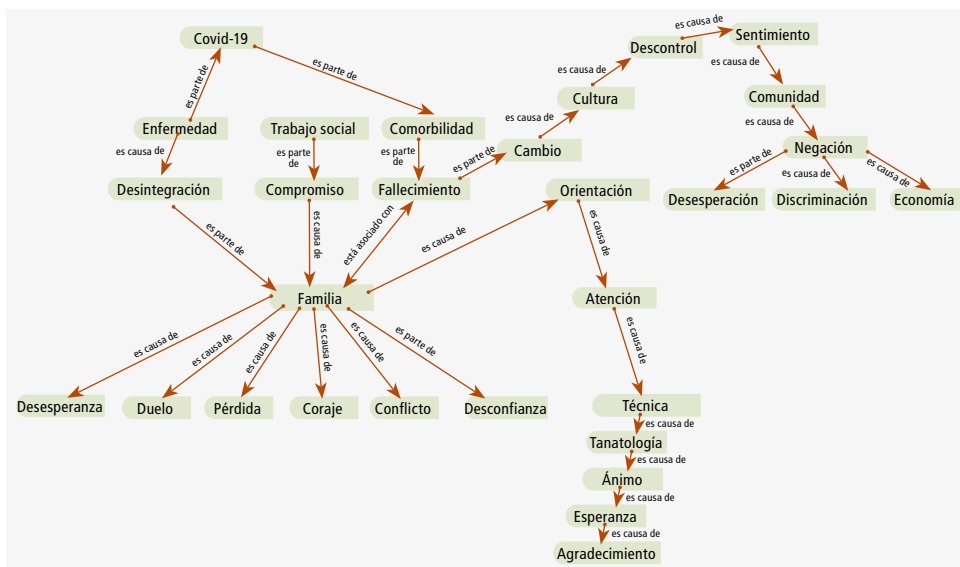 es causa de
Sentimiento
Covid-19
Descontrol
es parte de
es parte de
es causa de
es causa de
Cultura
Comunidad
es causa de
es causa de
Enfermedad
Trabajo social
Comorbilidad
Cambio
Negación
es causa de
es parte
de
es parte
de
es parte de
es parte de
es causa de
es causa de
Desintegración
Compromiso
Fallecimiento
Orientación
Desesperación
Discriminación
Economía
es parte de
es causa de
está asociado con
es causa de
es causa de
Familia
Atención
es causa de
es causa de
es causa de
es causa de
es causa de
es parte de
es causa de
Desesperanza
Duelo
Pérdida
Coraje
Conflicto
Desconfianza
Técnica
es causa de
Tanatología
es causa de
Ánimo
es causa de
Esperanza
es causa de
Agradecimiento